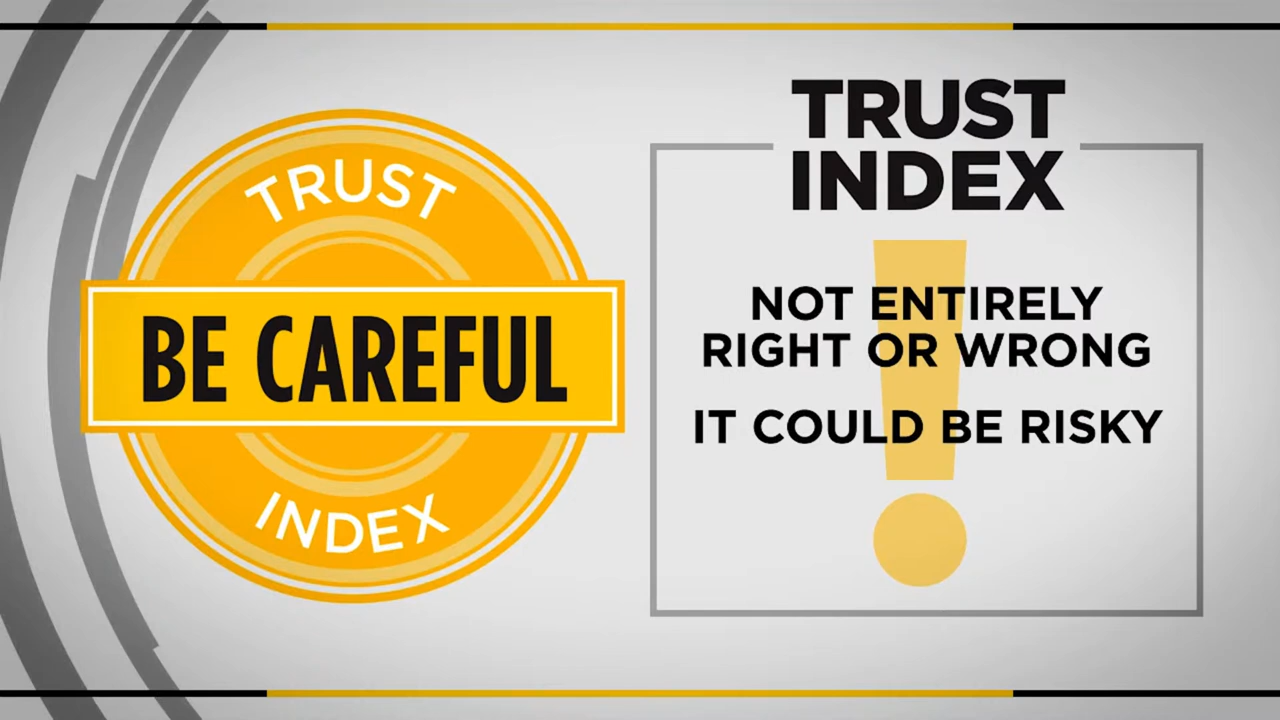 TRUST
BE CAREFUL
INDEX
TRUST
INDEX
NOT ENTIRELY
RIGHT OR WRONG
IT COULD BE RISKY